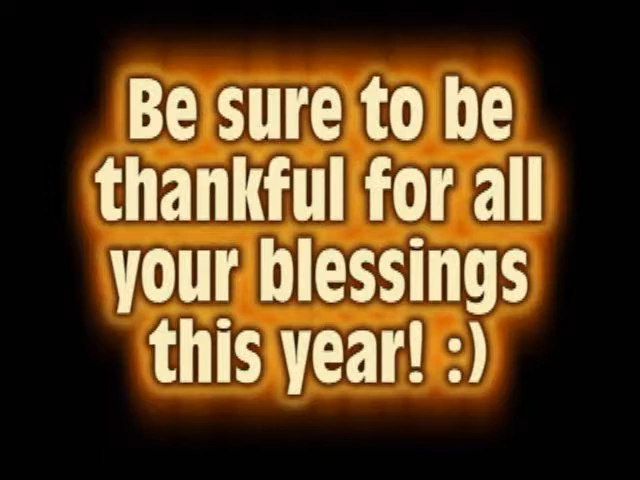 Be sure to be
thankful for all
your blessings
this year! :)